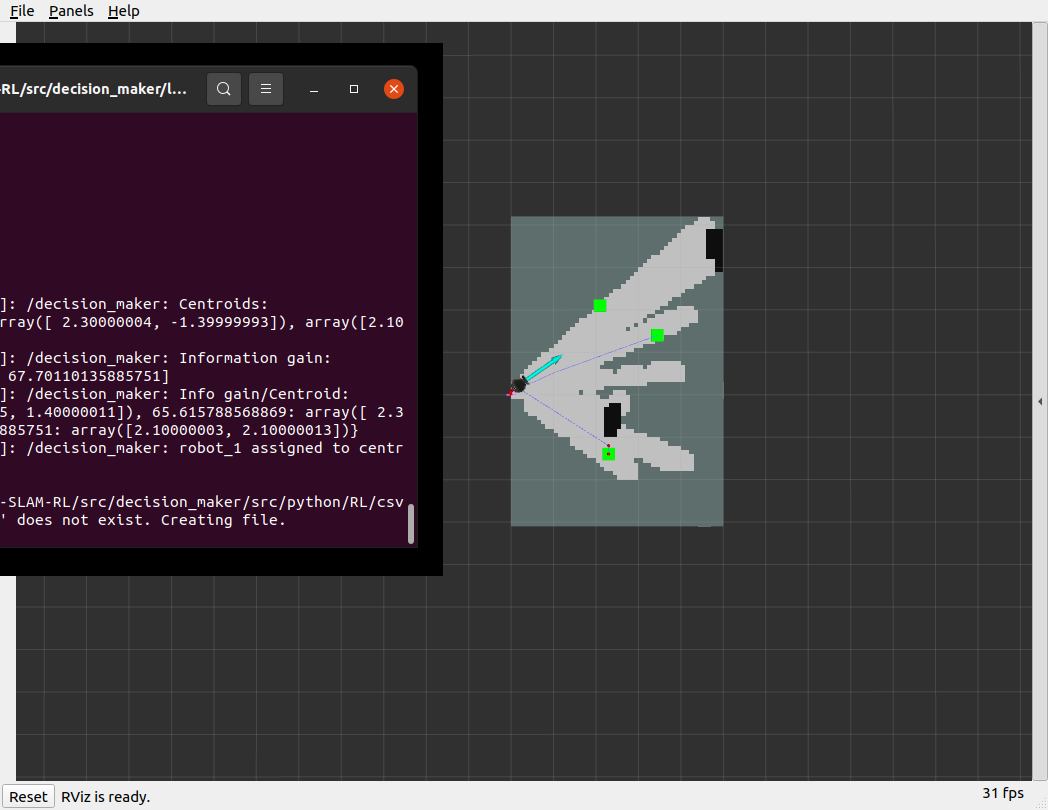 File Panels Help
-RL/src/decision_maker/l...
]: /decision_maker: Centroids:
rray([ 2.30000004, -1.39999993]), array([2.10
]: /decision_maker: Information gain:
67.70110135885751]
]: /decision_maker: Info gain/Centroid:
5, 1.40000011]), 65.615788568869: array([ 2.3
885751: array([2.10000003, 2.10000013])}
]: /decision_maker: robot_1 assigned to centr
-SLAM-RL/src/decision_maker/src/python/RL/csv
' does not exist. Creating file.
Reset RViz is ready. 31 fps